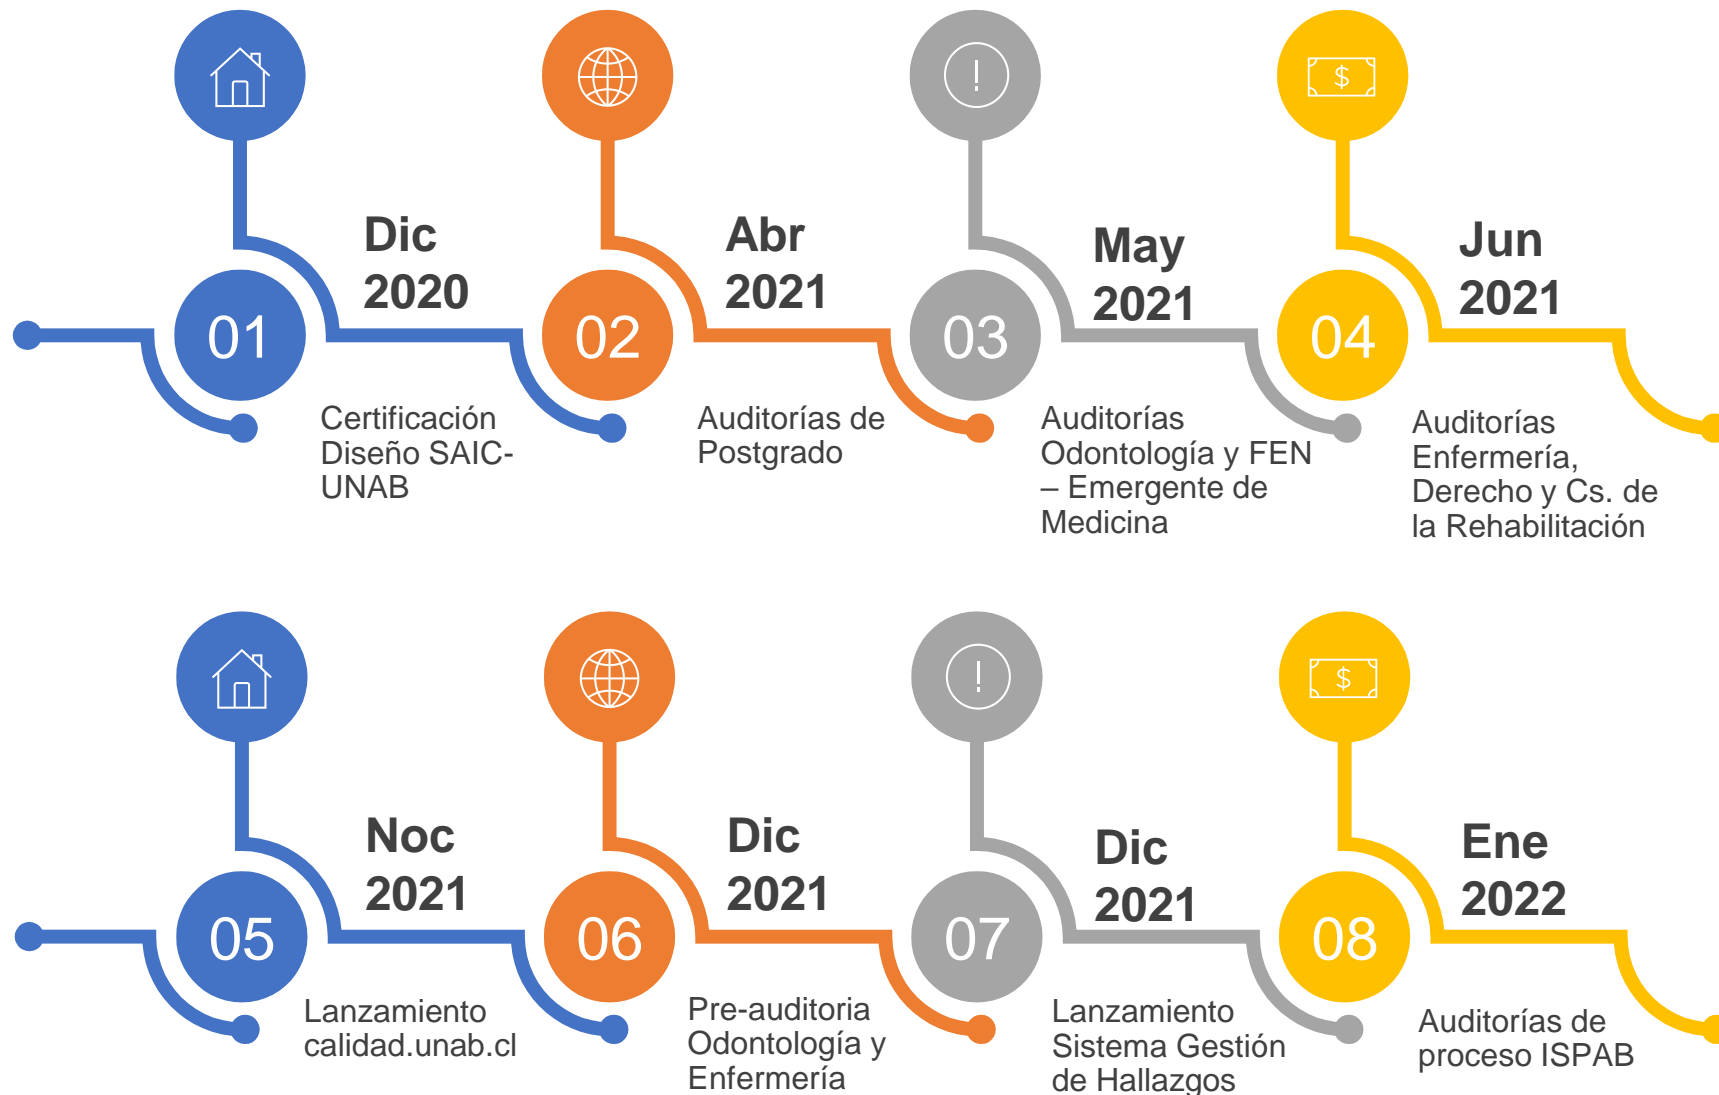 Dic
2020
01
Certificación
Diseño SAIC-
UNAB
Abr
2021
02
Auditorías de
Postgrado
!
May
2021
03
Auditorías
Odontología y FEN
– Emergente de
Medicina
$
Jun
2021
04
Auditorías
Enfermería,
Derecho y Cs. de
la Rehabilitación
Noc
2021
05
Lanzamiento
calidad.unab.cl
Dic
2021
06
Pre-auditoria
Odontología y
Enfermería
!
Dic
2021
07
Lanzamiento
Sistema Gestión
de Hallazgos
$
Ene
2022
08
Auditorías de
proceso ISPAB